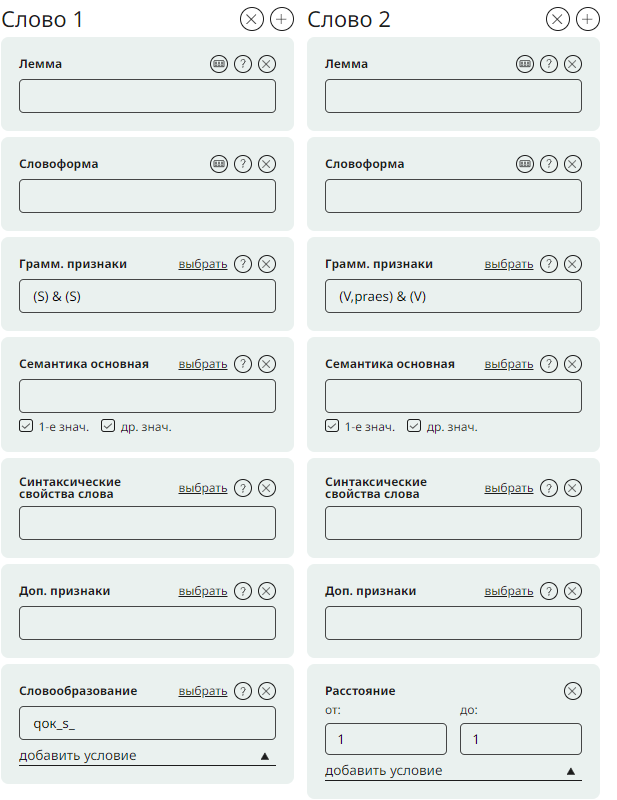 Слово 1
Лемма
Словоформа
Грамм. признаки выбрать
(S) & (S)
Семантика основная выбрать
1-е знач. др. знач.
Синтаксические
свойства слова выбрать
Доп. признаки выбрать
Словообразование выбрать
qок_s_
добавить условие
Слово 2
Лемма
Словоформа
Грамм. признаки выбрать
(V,praes) & (V)
Семантика основная выбрать
1-е знач. др. знач.
Синтаксические
свойства слова выбрать
Доп. признаки выбрать
Расстояние
от: до:
1 1
добавить условие